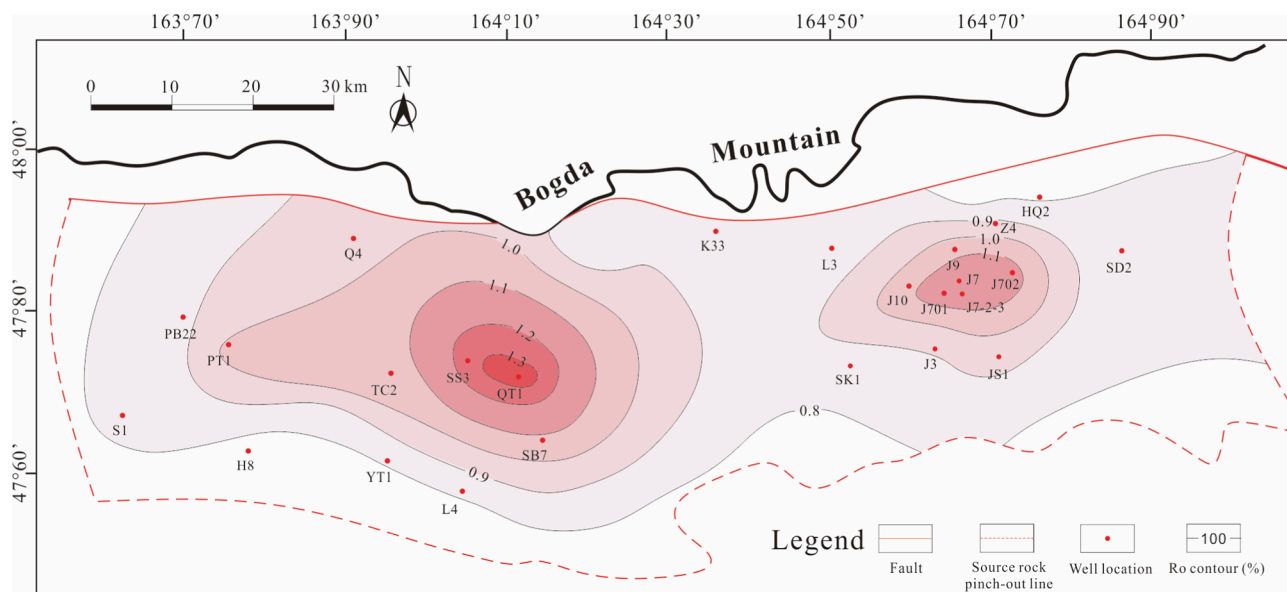 163°70’ 163°90’ 164°10’ 164°30’ 164°50’ 164°70’ 164°90’
0 10 20 30 km
N
48°00’
47°80’
47°60’
Bogda
Mountain
HQ2
0.9
Z4
1.0
K33
Q4
1.0
L3
J9
1.1
SD2
J7
J702
1.1
J10
J701
J7-2-3
PB22
1.2
PT1
1.3
SS3
QT1
TC2
J3
JS1
SK1
0.8
S1
SB7
H8
YT1
0.9
L4
Legend
100
Fault
Source rock
pinch-out line
Well location
Ro contour (%)